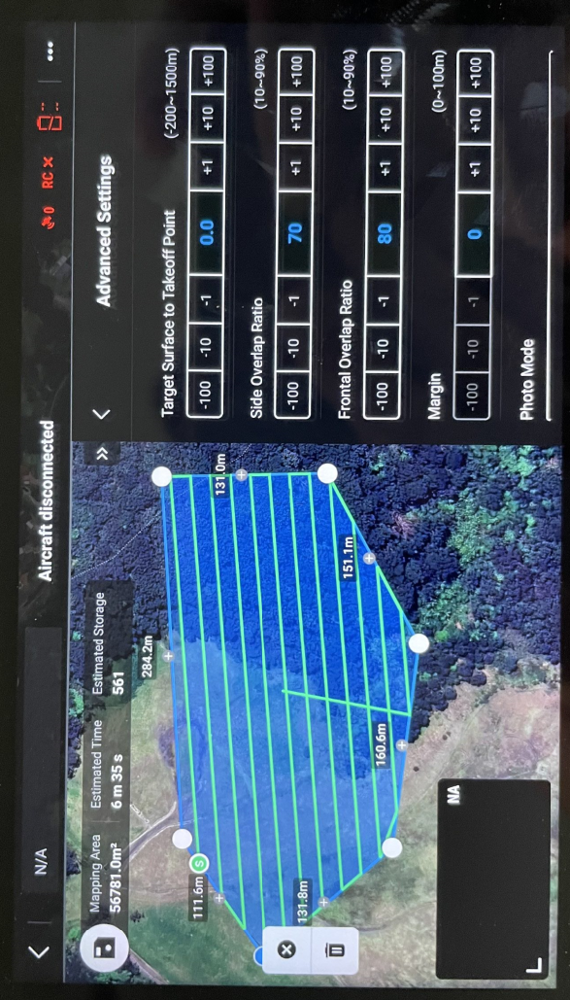 N/A
Aircraft disconnected
0
RC
Mapping Area
56781.0m²
Estimated Time
6 m 35 s
Estimated Storage
561
111.6m
284.2m
131.0m
151.1m
160.6m
131.8m
S
NA
Advanced Settings
Target Surface to Takeoff Point (-200~1500m)
-100 -10 -1 0.0 +1 +10 +100
Side Overlap Ratio (10~90%)
-100 -10 -1 70 +1 +10 +100
Frontal Overlap Ratio (10~90%)
-100 -10 -1 80 +1 +10 +100
Margin (0~100m)
-100 -10 -1 0 +1 +10 +100
Photo Mode